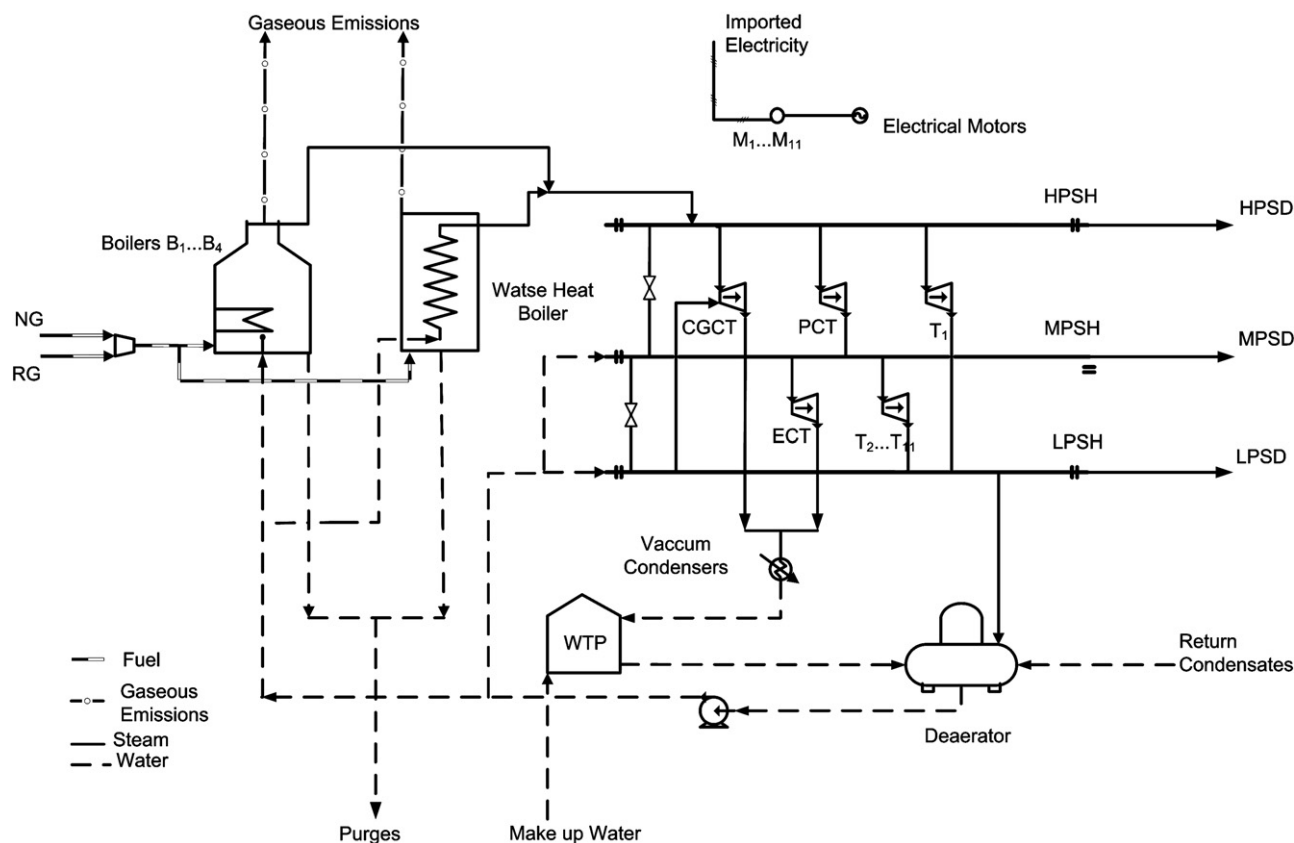 Gaseous Emissions
Imported
Electricity
M₁...M₁₁
Electrical Motors
Boilers B₁...B₄
Watse Heat
Boiler
NG
RG
HPSH
HPSD
CGCT
PCT
T₁
MPSH
MPSD
ECT
T₂...T₁₁
LPSH
LPSD
Vaccum
Condensers
WTP
Return
Condensates
Deaerator
Fuel
Gaseous
Emissions
Steam
Water
Purges
Make up Water